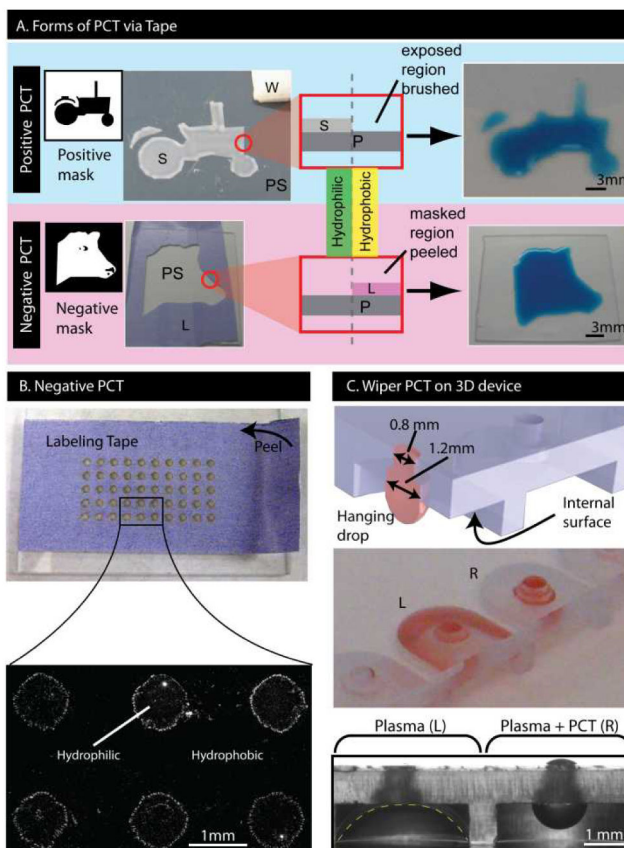 A. Forms of PCT via Tape
Positive PCT
Positive
mask
S
W
PS
S
P
exposed
region
brushed
3mm
Hydrophilic
Hydrophobic
Negative PCT
Negative
mask
PS
L
masked
region
peeled
L
P
3mm
B. Negative PCT
Labeling Tape
Peel
Hydrophilic
Hydrophobic
1mm
C. Wiper PCT on 3D device
0.8 mm
1.2mm
Hanging
drop
Internal
surface
L
R
Plasma (L)
Plasma + PCT (R)
1 mm